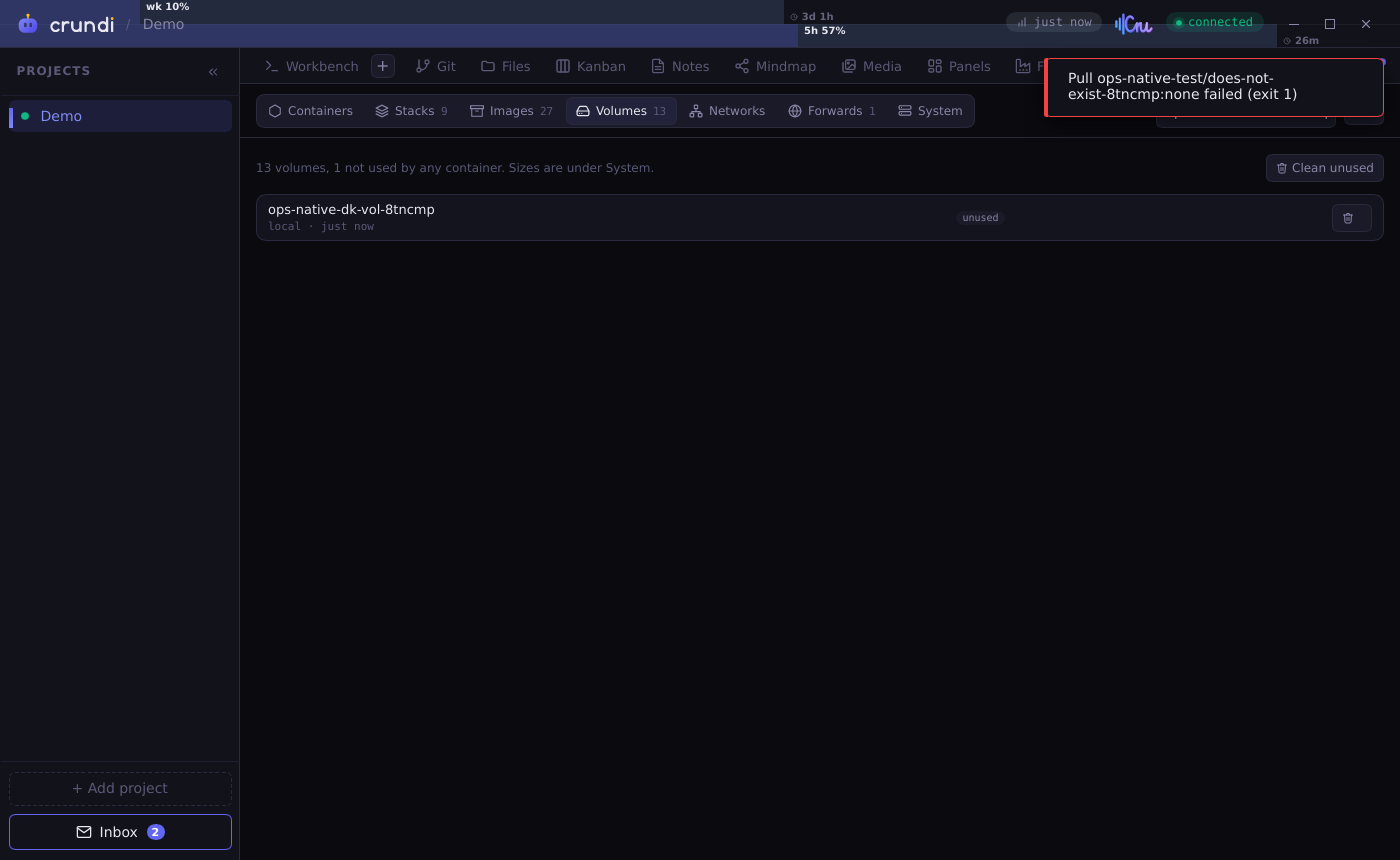 wk 10%
crundi / Demo
3d 1h
5h 57%
just now
Cru
connected
26m
PROJECTS
Workbench
Git
Files
Kanban
Notes
Mindmap
Media
Panels
Pull ops-native-test/does-not-
exist-8tncmp:none failed (exit 1)
Demo
Containers
Stacks 9
Images 27
Volumes 13
Networks
Forwards 1
System
13 volumes, 1 not used by any container. Sizes are under System.
Clean unused
ops-native-dk-vol-8tncmp
local · just now
unused
+ Add project
Inbox 2